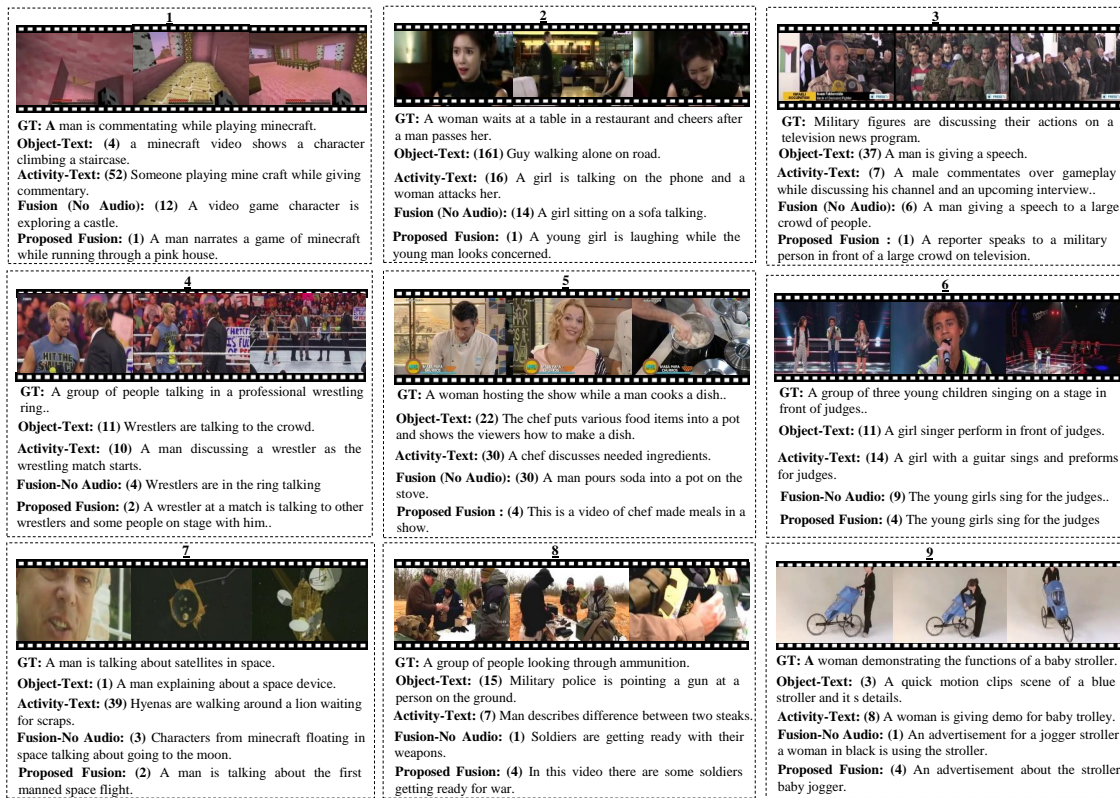 1
GT: A man is commentating while playing minecraft.
Object-Text: (4) a minecraft video shows a character
climbing a staircase.
Activity-Text: (52) Someone playing mine craft while giving
commentary.
Fusion (No Audio): (12) A video game character is
exploring a castle.
Proposed Fusion: (1) A man narrates a game of minecraft
while running through a pink house.
2
GT: A woman waits at a table in a restaurant and cheers after
a man passes her.
Object-Text: (161) Guy walking alone on road.
Activity-Text: (16) A girl is talking on the phone and a
woman attacks her.
Fusion (No Audio): (14) A girl sitting on a sofa talking.
Proposed Fusion: (1) A young girl is laughing while the
young man looks concerned.
3
GT: Military figures are discussing their actions on a
television news program.
Object-Text: (37) A man is giving a speech.
Activity-Text: (7) A male commentates over gameplay
while discussing his channel and an upcoming interview..
Fusion (No Audio): (6) A man giving a speech to a large
crowd of people.
Proposed Fusion : (1) A reporter speaks to a military
person in front of a large crowd on television.
4
HIT THE
GT: A group of people talking in a professional wrestling
ring..
Object-Text: (11) Wrestlers are talking to the crowd.
Activity-Text: (10) A man discussing a wrestler as the
wrestling match starts.
Fusion-No Audio: (4) Wrestlers are in the ring talking
Proposed Fusion: (2) A wrestler at a match is talking to other
wrestlers and some people on stage with him..
5
GT: A woman hosting the show while a man cooks a dish..
Object-Text: (22) The chef puts various food items into a pot
and shows the viewers how to make a dish.
Activity-Text: (30) A chef discusses needed ingredients.
Fusion (No Audio): (30) A man pours soda into a pot on the
stove.
Proposed Fusion : (4) This is a video of chef made meals in a
show.
6
GT: A group of three young children singing on a stage in
front of judges..
Object-Text: (11) A girl singer perform in front of judges.
Activity-Text: (14) A girl with a guitar sings and preforms
for judges.
Fusion-No Audio: (9) The young girls sing for the judges..
Proposed Fusion: (4) The young girls sing for the judges
7
GT: A man is talking about satellites in space.
Object-Text: (1) A man explaining about a space device.
Activity-Text: (39) Hyenas are walking around a lion waiting
for scraps.
Fusion-No Audio: (3) Characters from minecraft floating in
space talking about going to the moon.
Proposed Fusion: (2) A man is talking about the first
manned space flight.
8
GT: A group of people looking through ammunition.
Object-Text: (15) Military police is pointing a gun at a
person on the ground.
Activity-Text: (7) Man describes difference between two steaks.
Fusion-No Audio: (1) Soldiers are getting ready with their
weapons.
Proposed Fusion: (4) In this video there are some soldiers
getting ready for war.
9
GT: A woman demonstrating the functions of a baby stroller.
Object-Text: (3) A quick motion clips scene of a blue
stroller and it s details.
Activity-Text: (8) A woman is giving demo for baby trolley.
Fusion-No Audio: (1) An advertisement for a jogger stroller
a woman in black is using the stroller.
Proposed Fusion: (4) An advertisement about the stroller
baby jogger.